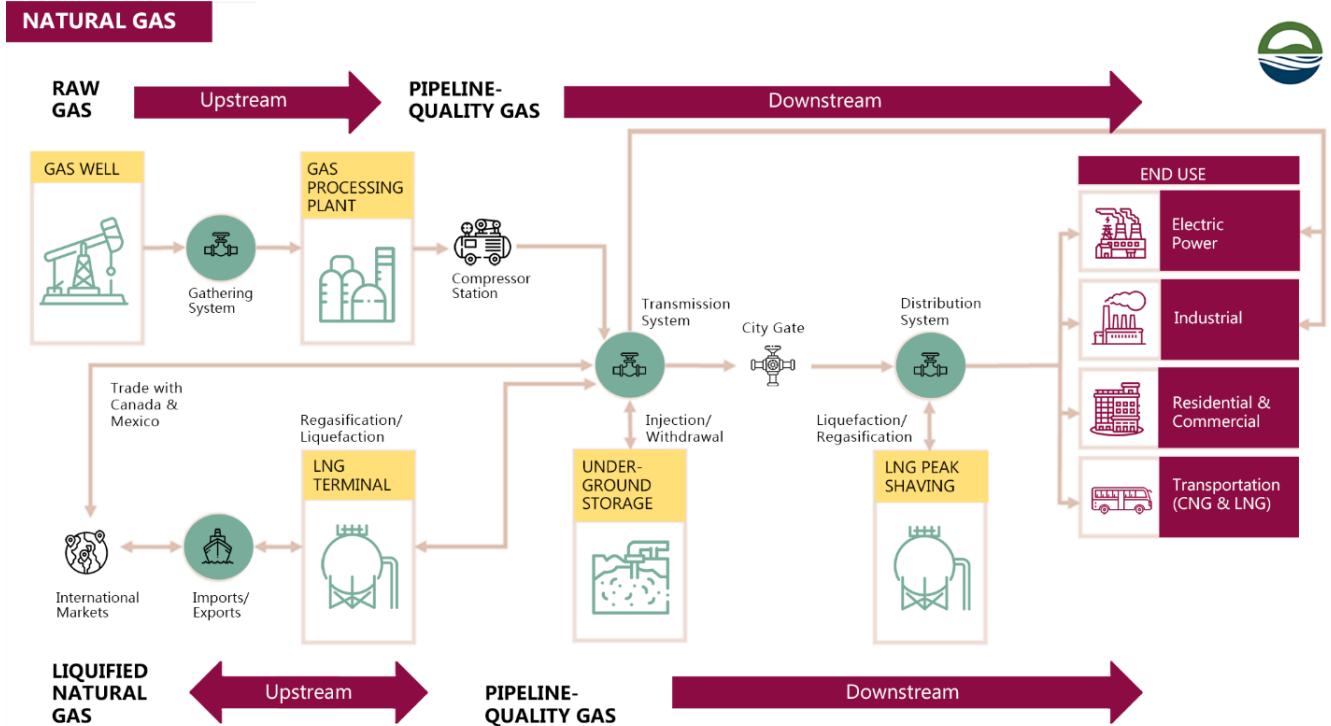 NATURAL GAS
RAW
GAS
Upstream
PIPELINE-
QUALITY GAS
Downstream
GAS WELL
GAS
PROCESSING
PLANT
END USE
Electric
Power
Gathering
System
Compressor
Station
Transmission
System
City Gate
Distribution
System
Industrial
Trade with
Canada &
Mexico
Regasification/
Liquefaction
Injection/
Withdrawal
Liquefaction/
Regasification
Residential &
Commercial
LNG
TERMINAL
UNDER-
GROUND
STORAGE
LNG PEAK
SHAVING
Transportation
(CNG & LNG)
International
Markets
Imports/
Exports
LIQUIFIED
NATURAL
GAS
Upstream
PIPELINE-
QUALITY GAS
Downstream